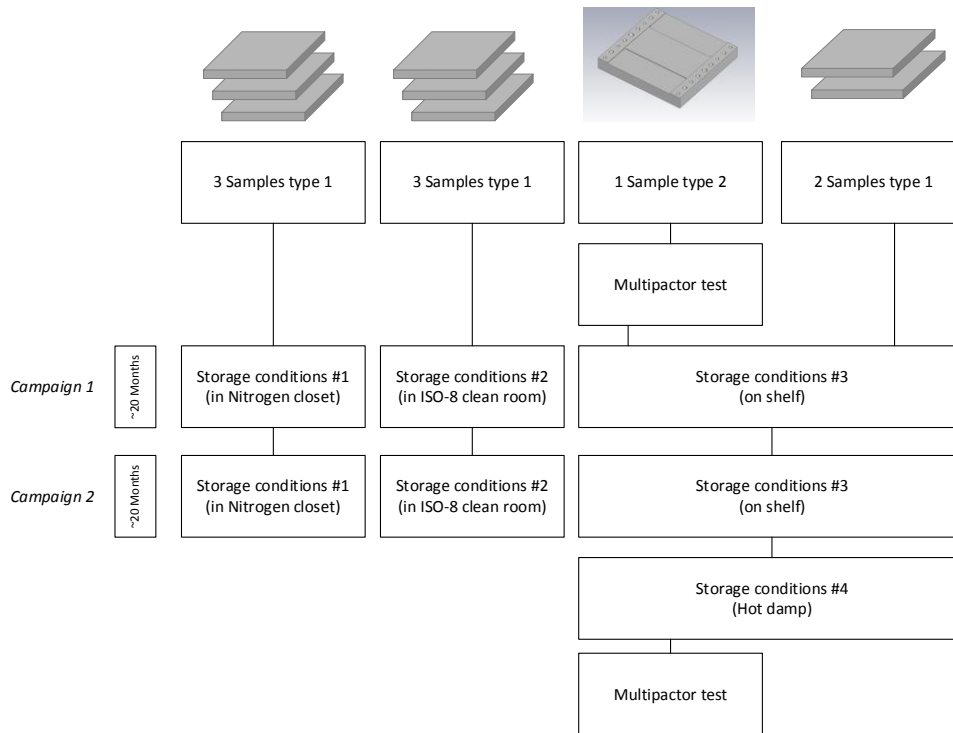 3 Samples type 1
3 Samples type 1
1 Sample type 2
2 Samples type 1
Multipactor test
Campaign 1
~20 Months
Storage conditions #1
(in Nitrogen closet)
Storage conditions #2
(in ISO-8 clean room)
Storage conditions #3
(on shelf)
Campaign 2
~20 Months
Storage conditions #1
(in Nitrogen closet)
Storage conditions #2
(in ISO-8 clean room)
Storage conditions #3
(on shelf)
Storage conditions #4
(Hot damp)
Multipactor test